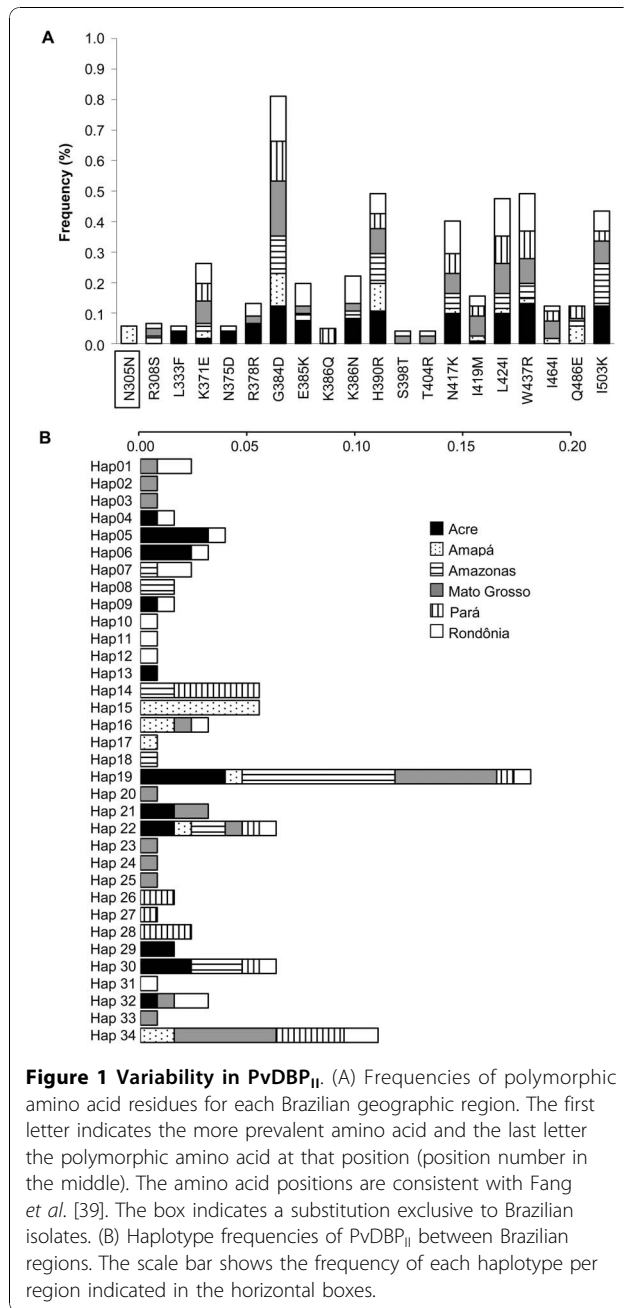 A
Frequency (%)
1.0
0.9
0.8
0.7
0.6
0.5
0.4
0.3
0.2
0.1
0.0
N305N
R308S
L333F
K371E
N375D
R378R
G384D
E385K
K386Q
K386N
H390R
S398T
T404R
N417K
I419M
L424I
W437R
I464I
Q486E
I503K
B
0.00 0.05 0.10 0.15 0.20
Hap01
Hap02
Hap03
Hap04
Hap05
Hap06
Hap07
Hap08
Hap09
Hap10
Hap11
Hap12
Hap13
Hap14
Hap15
Hap16
Hap17
Hap18
Hap19
Hap 20
Hap 21
Hap 22
Hap 23
Hap 24
Hap 25
Hap 26
Hap 27
Hap 28
Hap 29
Hap 30
Hap 31
Hap 32
Hap 33
Hap 34
Acre
Amapá
Amazonas
Mato Grosso
Pará
Rondônia
Figure 1 Variability in PvDBPII. (A) Frequencies of polymorphic
amino acid residues for each Brazilian geographic region. The first
letter indicates the more prevalent amino acid and the last letter
the polymorphic amino acid at that position (position number in
the middle). The amino acid positions are consistent with Fang
et al. [39]. The box indicates a substitution exclusive to Brazilian
isolates. (B) Haplotype frequencies of PvDBPII between Brazilian
regions. The scale bar shows the frequency of each haplotype per
region indicated in the horizontal boxes.